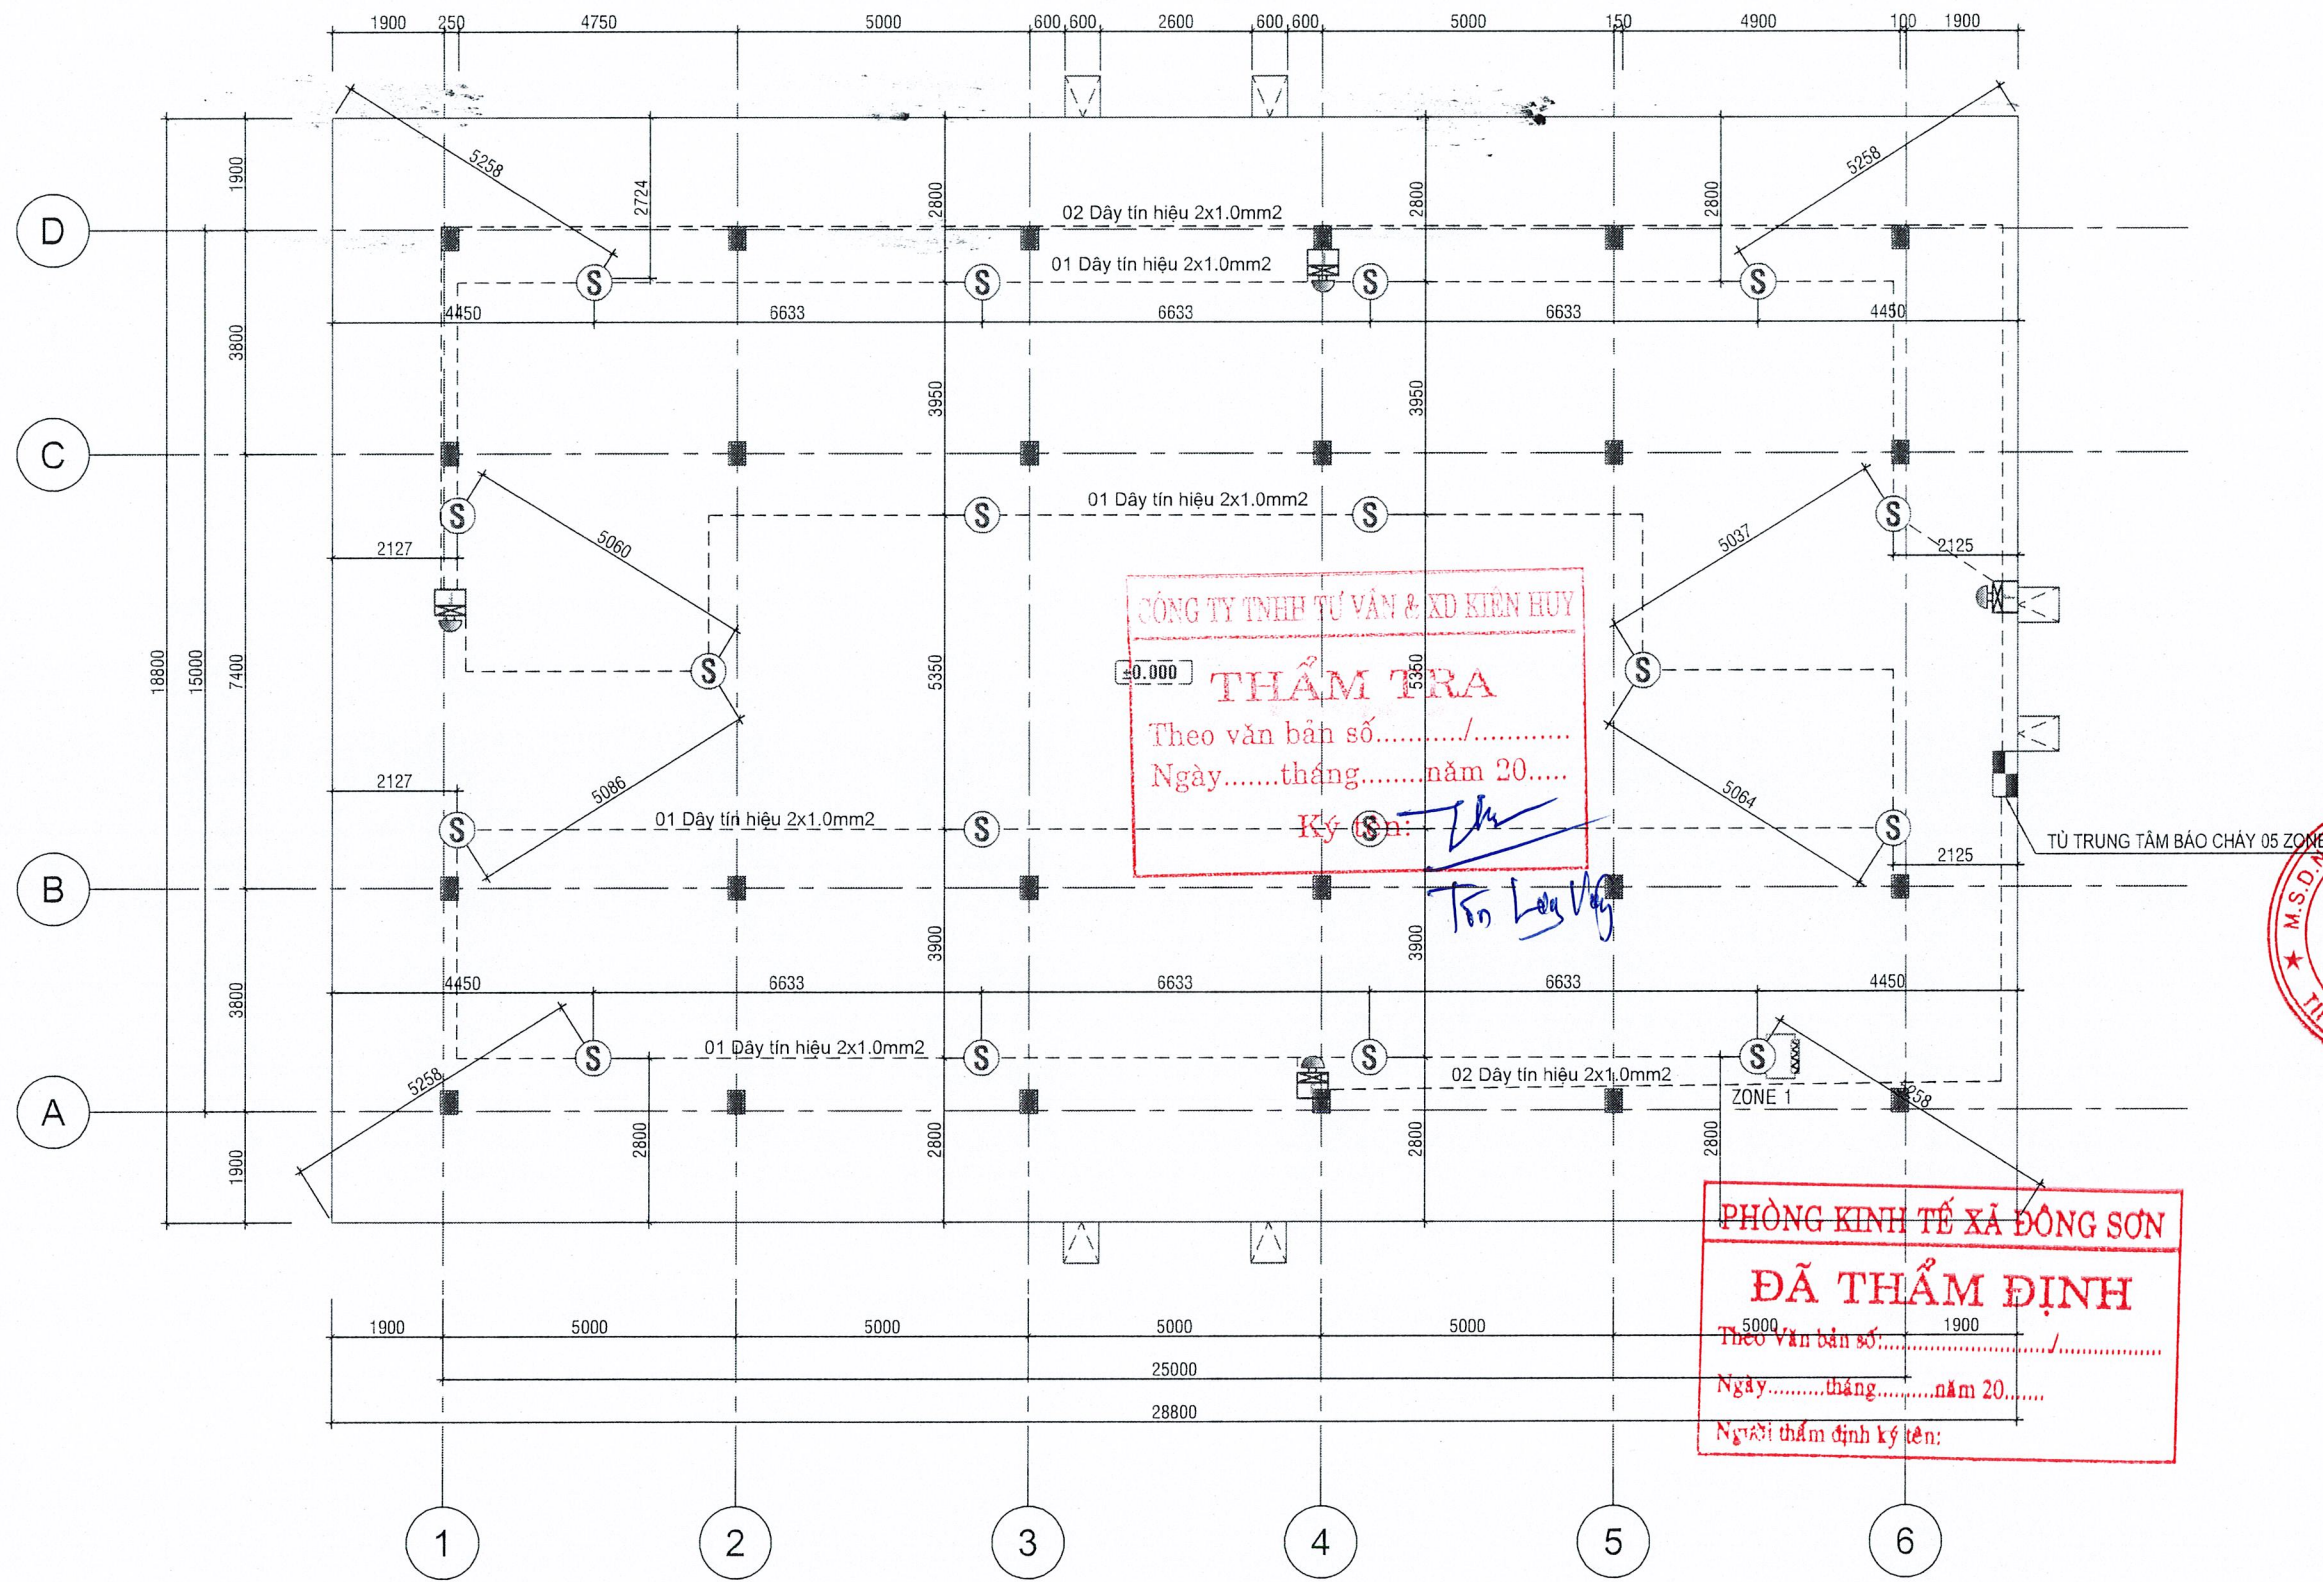 1900 250 4750 5000 600 600 2600 600 600 5000 150 4900 100 1900
5258 5258
1900 2724 2800 2800 2800
02 Dây tín hiệu 2x1.0mm2
D
01 Dây tín hiệu 2x1.0mm2
S S S S
4450 6633 6633 6633 4450
3800 3950 3950
C
01 Dây tín hiệu 2x1.0mm2
S S S S
2127 5060 5037 2125
CÔNG TY TNHH TƯ VẤN & XD KIÊN HUY
18800 15000 7400 5350 5350
S ±0.000 S
THẨM TRA
Theo văn bản số.........../............
Ngày.......tháng........năm 20.....
2127 5086 5064
01 Dây tín hiệu 2x1.0mm2
S S S S
Ký tên:
TỦ TRUNG TÂM BÁO CHÁY 05 ZONE
2125
B
M.S.D.N
3900 3900
4450 6633 6633 6633 4450
3800
01 Dây tín hiệu 2x1.0mm2
S S S S
5258
02 Dây tín hiệu 2x1.0mm2
ZONE 1
5258
A
1900 2800 2800 2800 2800
PHÒNG KINH TẾ XÃ ĐÔNG SƠN
ĐÃ THẨM ĐỊNH
1900 5000 5000 5000 5000 5000 1900
Theo Văn bản số:............................../..................
25000
Ngày..........tháng.........năm 20.......
28800
Người thẩm định ký tên:
1 2 3 4 5 6